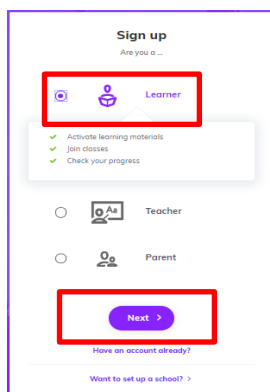 Sign up
Are you a ...
Learner
Activate learning materials
Join classes
Check your progress
Aa
Teacher
Parent
Next >
Have an account already?
Want to set up a school? >